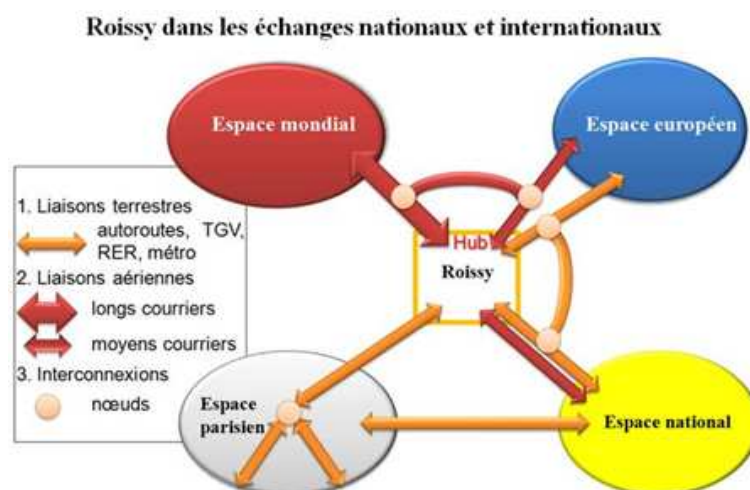 Roissy dans les échanges nationaux et internationaux
Espace mondial
Espace européen
1. Liaisons terrestres
autoroutes, TGV,
RER, métro
2. Liaisons aériennes
longs courriers
moyens courriers
3. Interconnexions
nœuds
Hub
Roissy
Espace
parisien
Espace national